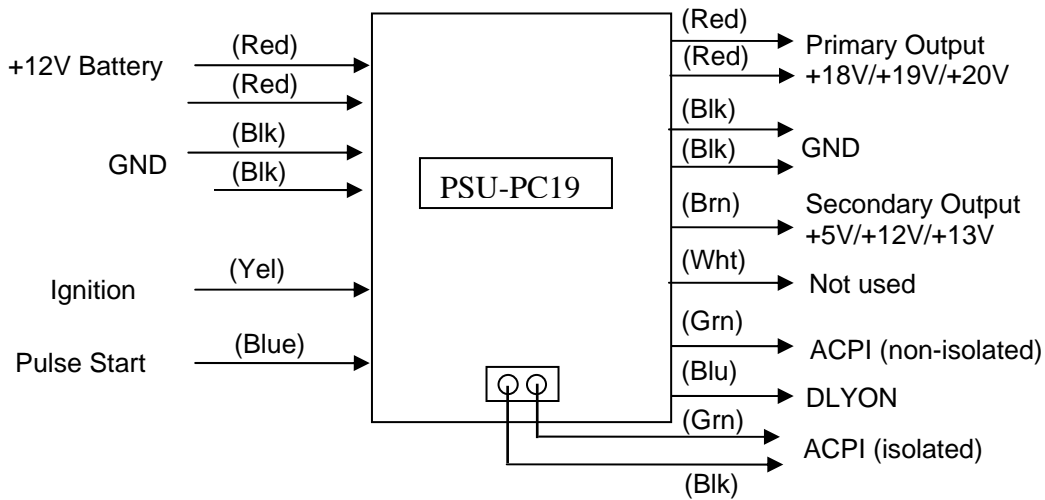 (Red)
+12V Battery
(Red)
(Blk)
GND
(Blk)
(Yel)
Ignition
(Blue)
Pulse Start
PSU-PC19
(Red)
Primary Output
(Red)
+18V/+19V/+20V
(Blk)
GND
(Blk)
(Brn)
Secondary Output
+5V/+12V/+13V
(Wht)
Not used
(Grn)
ACPI (non-isolated)
(Blu)
DLYON
(Grn)
ACPI (isolated)
(Blk)